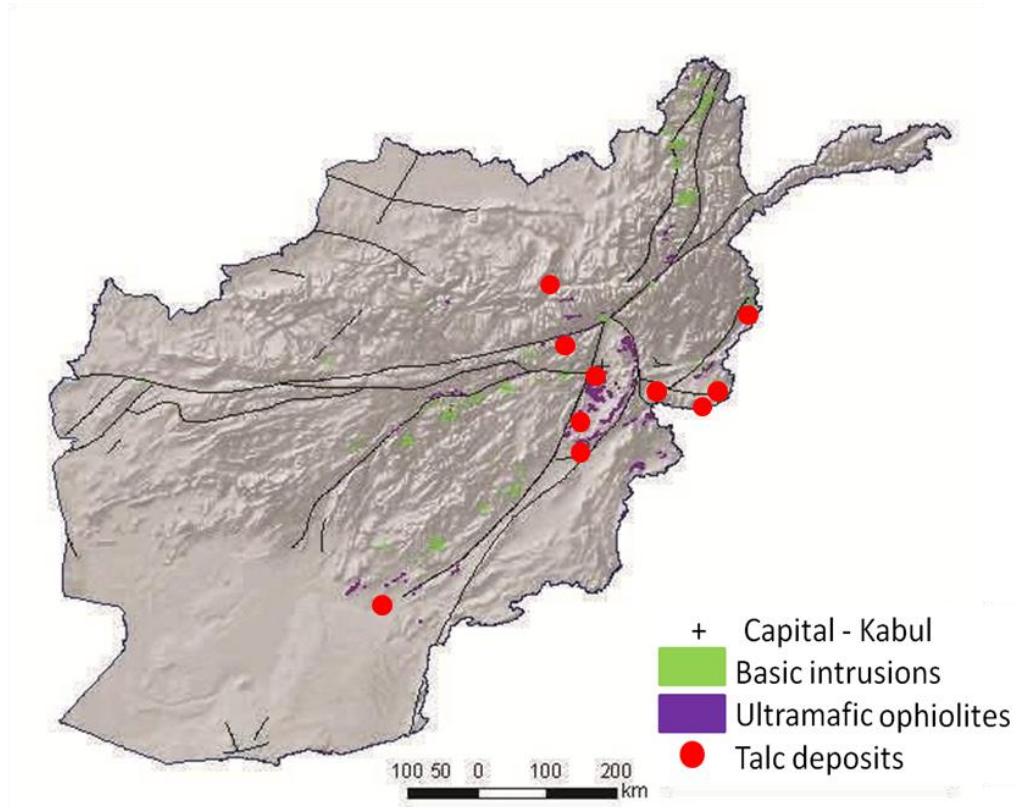 + Capital - Kabul
Basic intrusions
Ultramafic ophiolites
Talc deposits
100 50 0 100 200
km